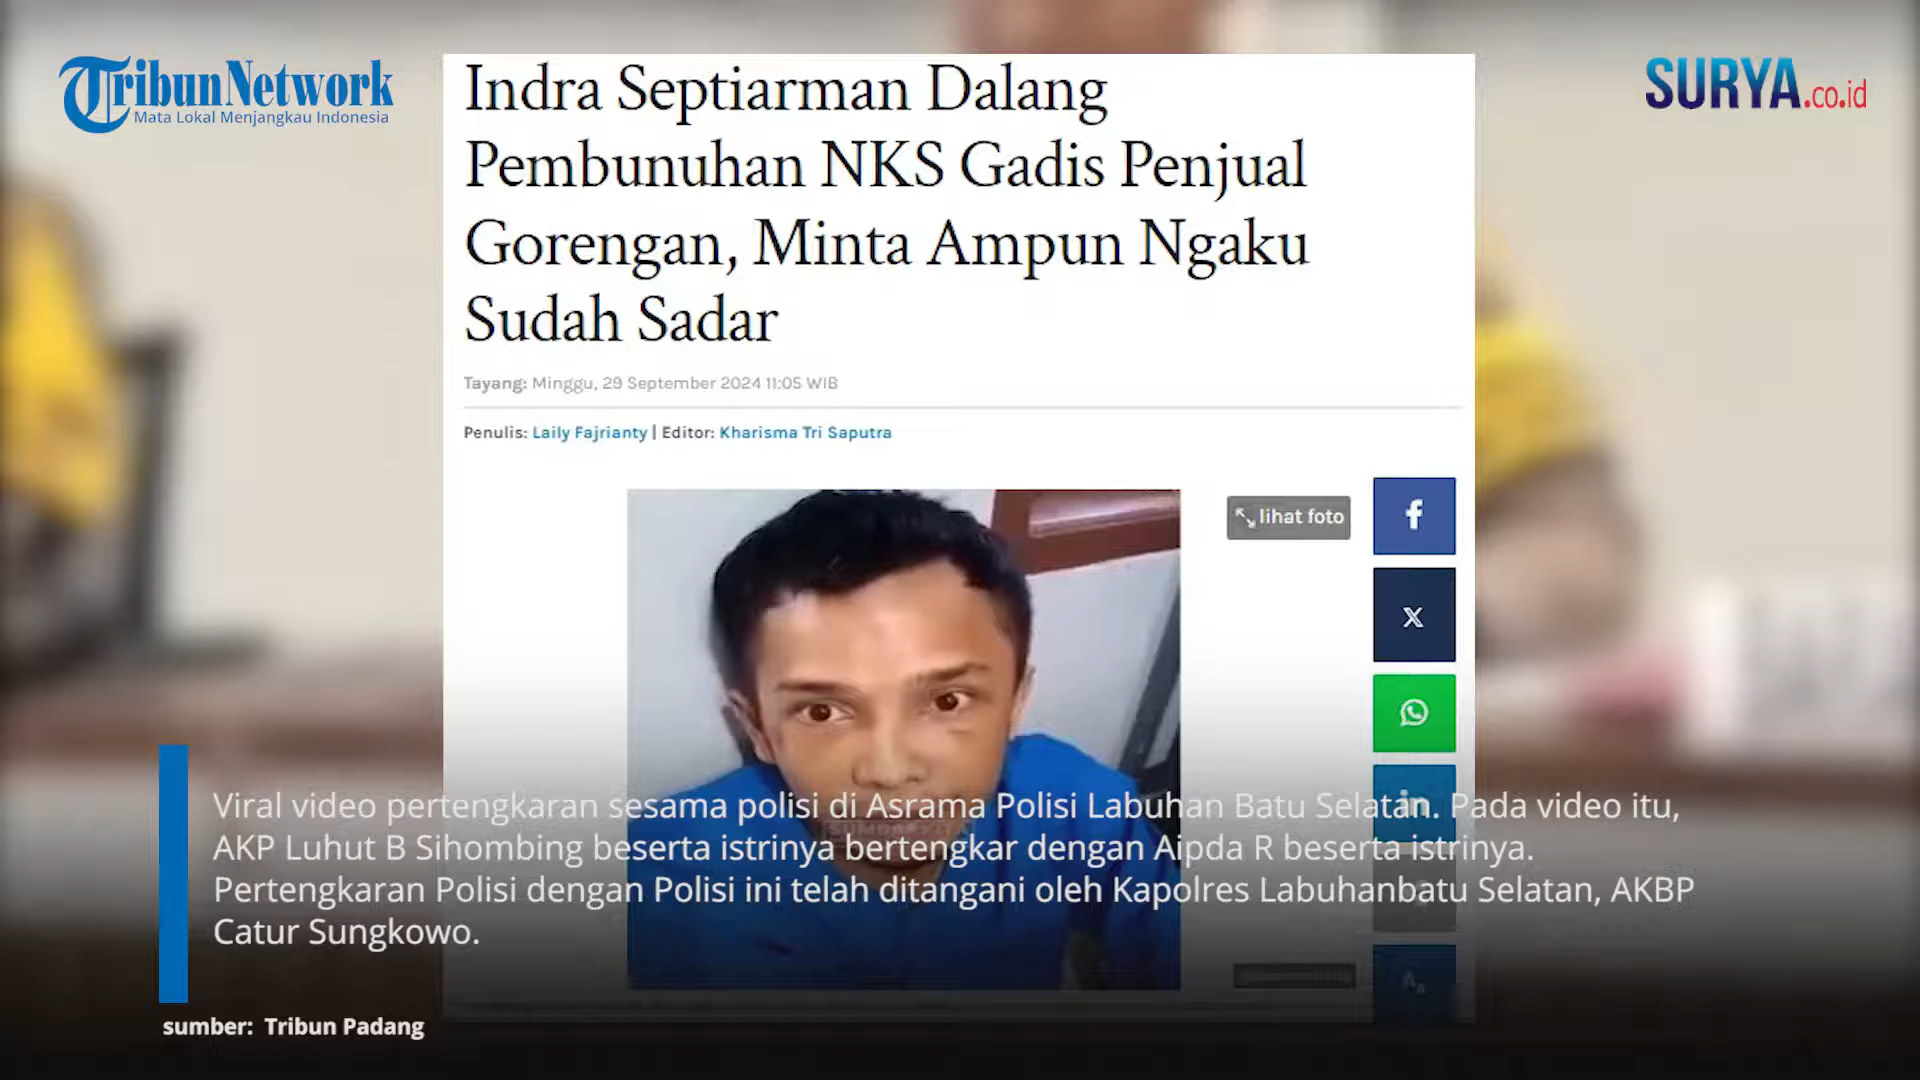 TribunNetwork
Mata Lokal Menjangkau Indonesia
SURYA.co.id
Indra Septiarman Dalang
Pembunuhan NKS Gadis Penjual
Gorengan, Minta Ampun Ngaku
Sudah Sadar
Tayang: Minggu, 29 September 2024 11:05 WIB
Penulis: Laily Fajrianty | Editor: Kharisma Tri Saputra
lihat foto
f
X
in
Viral video pertengkaran sesama polisi di Asrama Polisi Labuhan Batu Selatan. Pada video itu,
AKP Luhut B Sihombing beserta istrinya bertengkar dengan Aipda R beserta istrinya.
Pertengkaran Polisi dengan Polisi ini telah ditangani oleh Kapolres Labuhanbatu Selatan, AKBP
Catur Sungkowo.
sumber: Tribun Padang